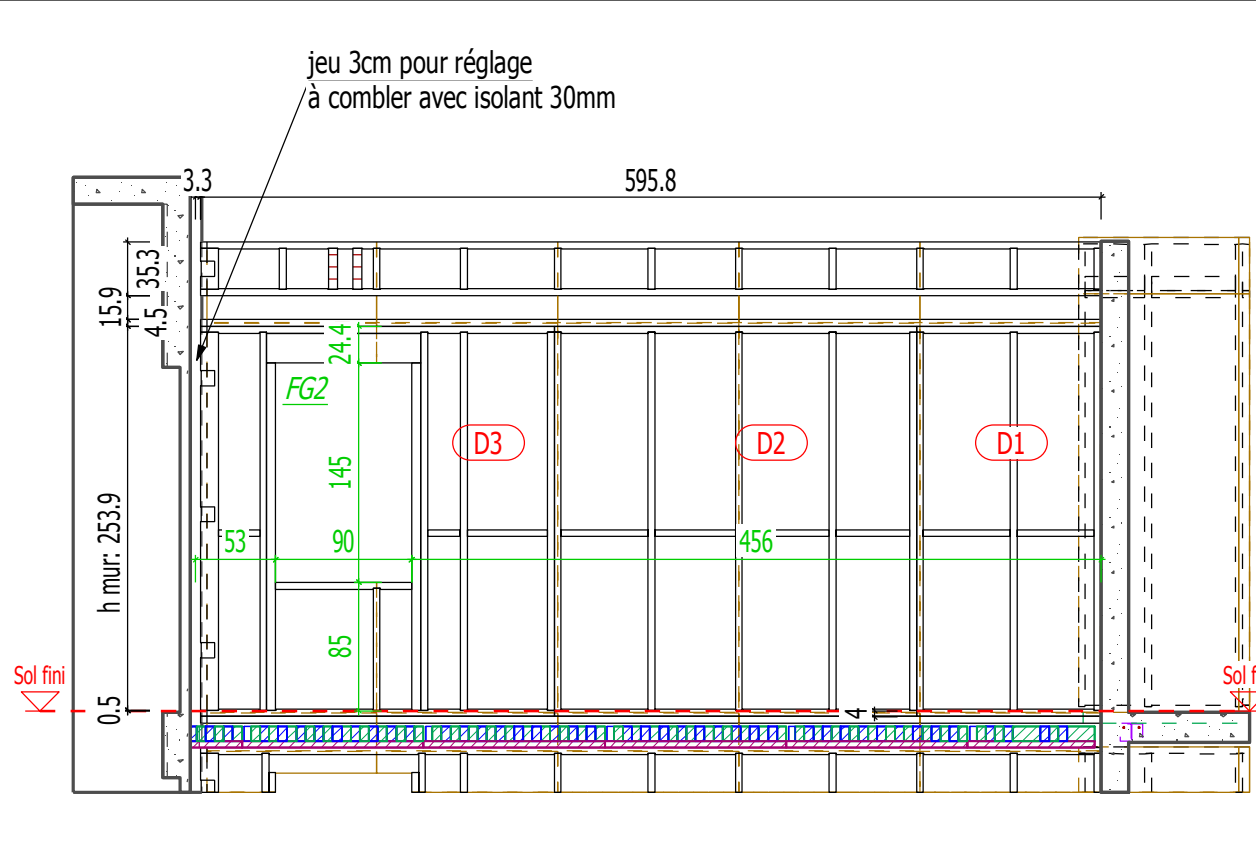 jeu 3cm pour réglage
à combler avec isolant 30mm
3.3
595.8
35.3
15.9
4.5
24.4
FG2
D3
D2
D1
145
53
90
456
h mur: 253.9
85
Sol fini
Sol f
0.5
4